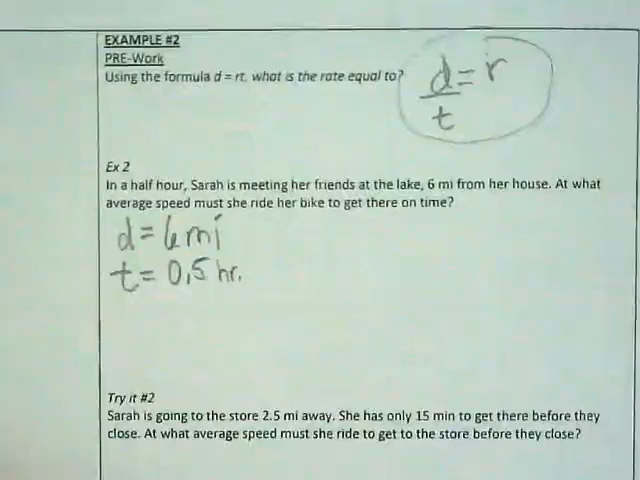 EXAMPLE #2
PRE-Work
Using the formula d = rt, what is the rate equal to?
d/t = r
Ex 2
In a half hour, Sarah is meeting her friends at the lake, 6 mi from her house. At what
average speed must she ride her bike to get there on time?
d = 6 mi
t = 0.5 hr.
Try it #2
Sarah is going to the store 2.5 mi away. She has only 15 min to get there before they
close. At what average speed must she ride to get to the store before they close?